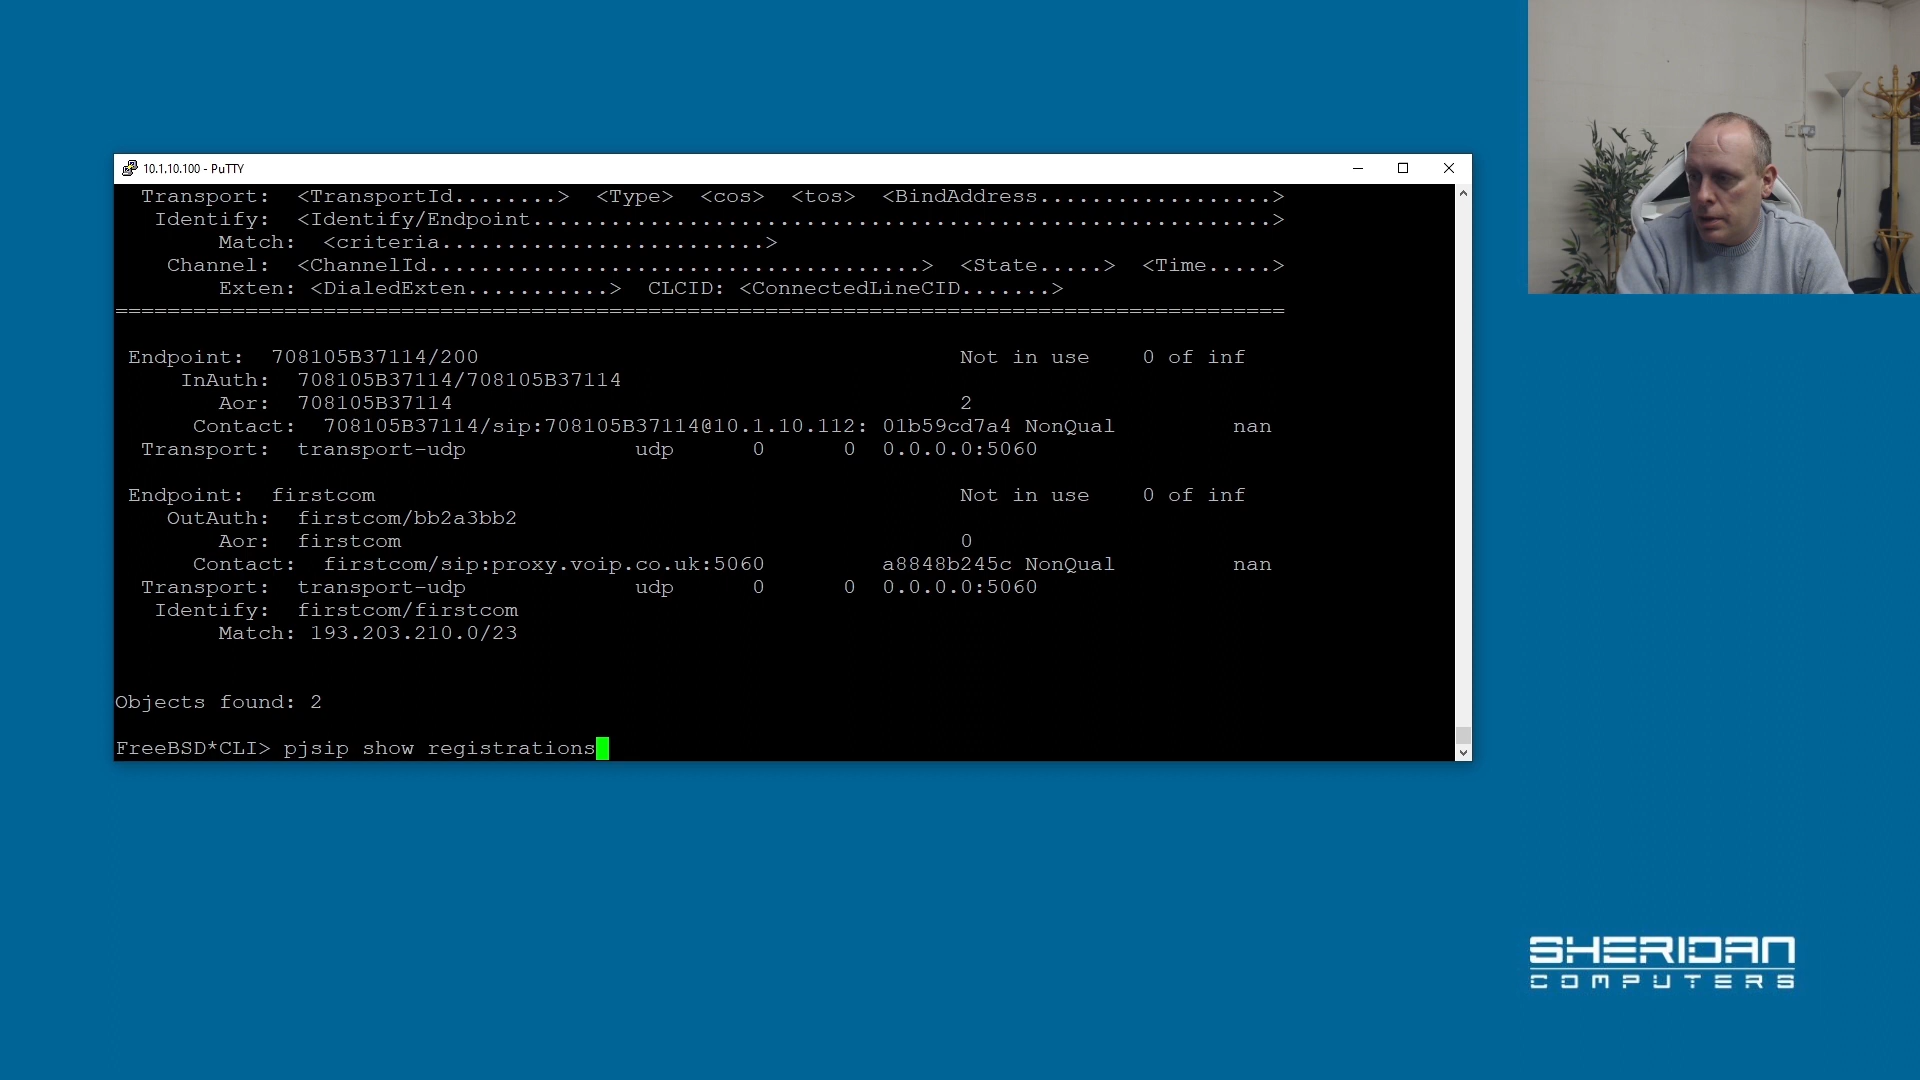 10.1.10.100 - PuTTY
Transport:  <TransportId........>  <Type>  <cos>  <tos>  <BindAddress..................>
Identify:  <Identify/Endpoint.........................................................>
Match:  <criteria.........................>
Channel:  <ChannelId......................................>  <State.....>  <Time.....>
Exten: <DialedExten...........>  CLCID: <ConnectedLineCID.......>
==========================================================================================
Endpoint:  708105B37114/200                                     Not in use    0 of inf
InAuth:  708105B37114/708105B37114
Aor:  708105B37114                                       2
Contact:  708105B37114/sip:708105B37114@10.1.10.112: 01b59cd7a4 NonQual         nan
Transport:  transport-udp             udp      0      0  0.0.0.0:5060
Endpoint:  firstcom                                             Not in use    0 of inf
OutAuth:  firstcom/bb2a3bb2
Aor:  firstcom                                           0
Contact:  firstcom/sip:proxy.voip.co.uk:5060         a8848b245c NonQual         nan
Transport:  transport-udp             udp      0      0  0.0.0.0:5060
Identify:  firstcom/firstcom
Match: 193.203.210.0/23
Objects found: 2
FreeBSD*CLI> pjsip show registrations
SHERIDAN
COMPUTERS